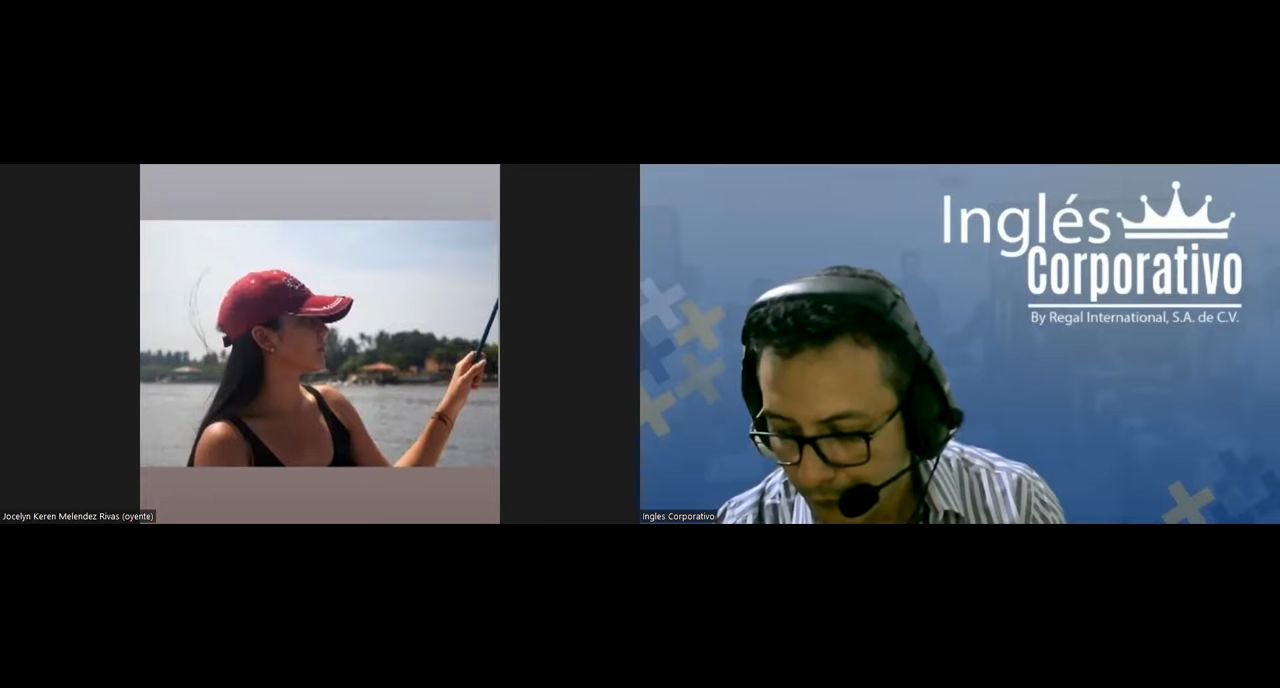 Inglés
Corporativo
By Regal International, S.A. de C.V.
Jocelyn Keren Melendez Rivas (oyente)
Ingles Corporativo